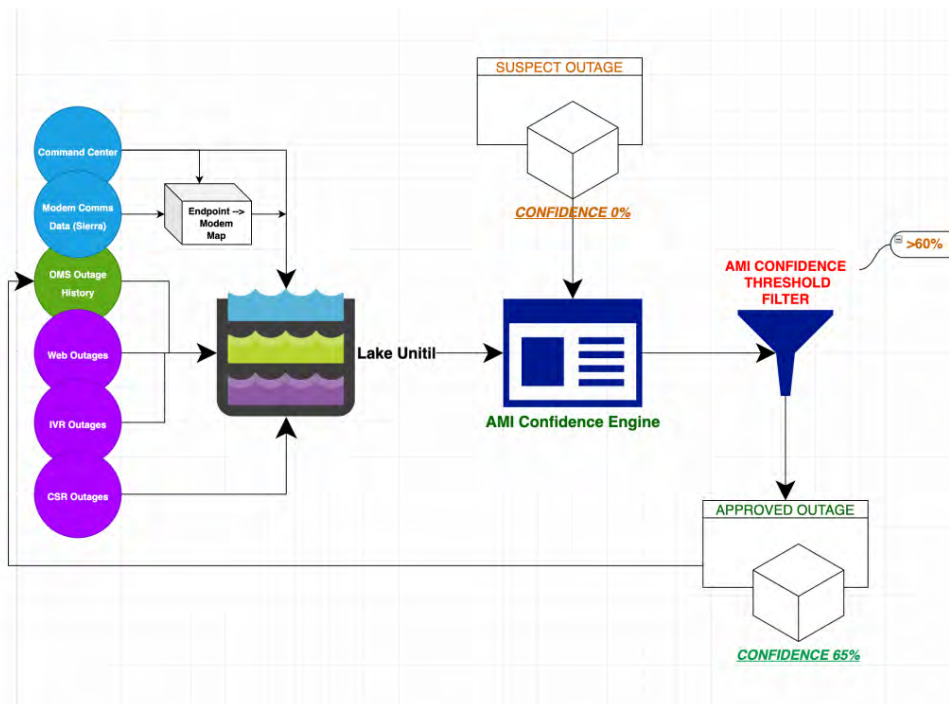 SUSPECT OUTAGE
CONFIDENCE 0%
Command Center
Modem Comms
Data (Sierra)
Endpoint -->
Modem
Map
OMS Outage
History
Web Outages
IVR Outages
CSR Outages
Lake Unitil
AMI Confidence Engine
AMI CONFIDENCE
THRESHOLD
FILTER
>60%
APPROVED OUTAGE
CONFIDENCE 65%